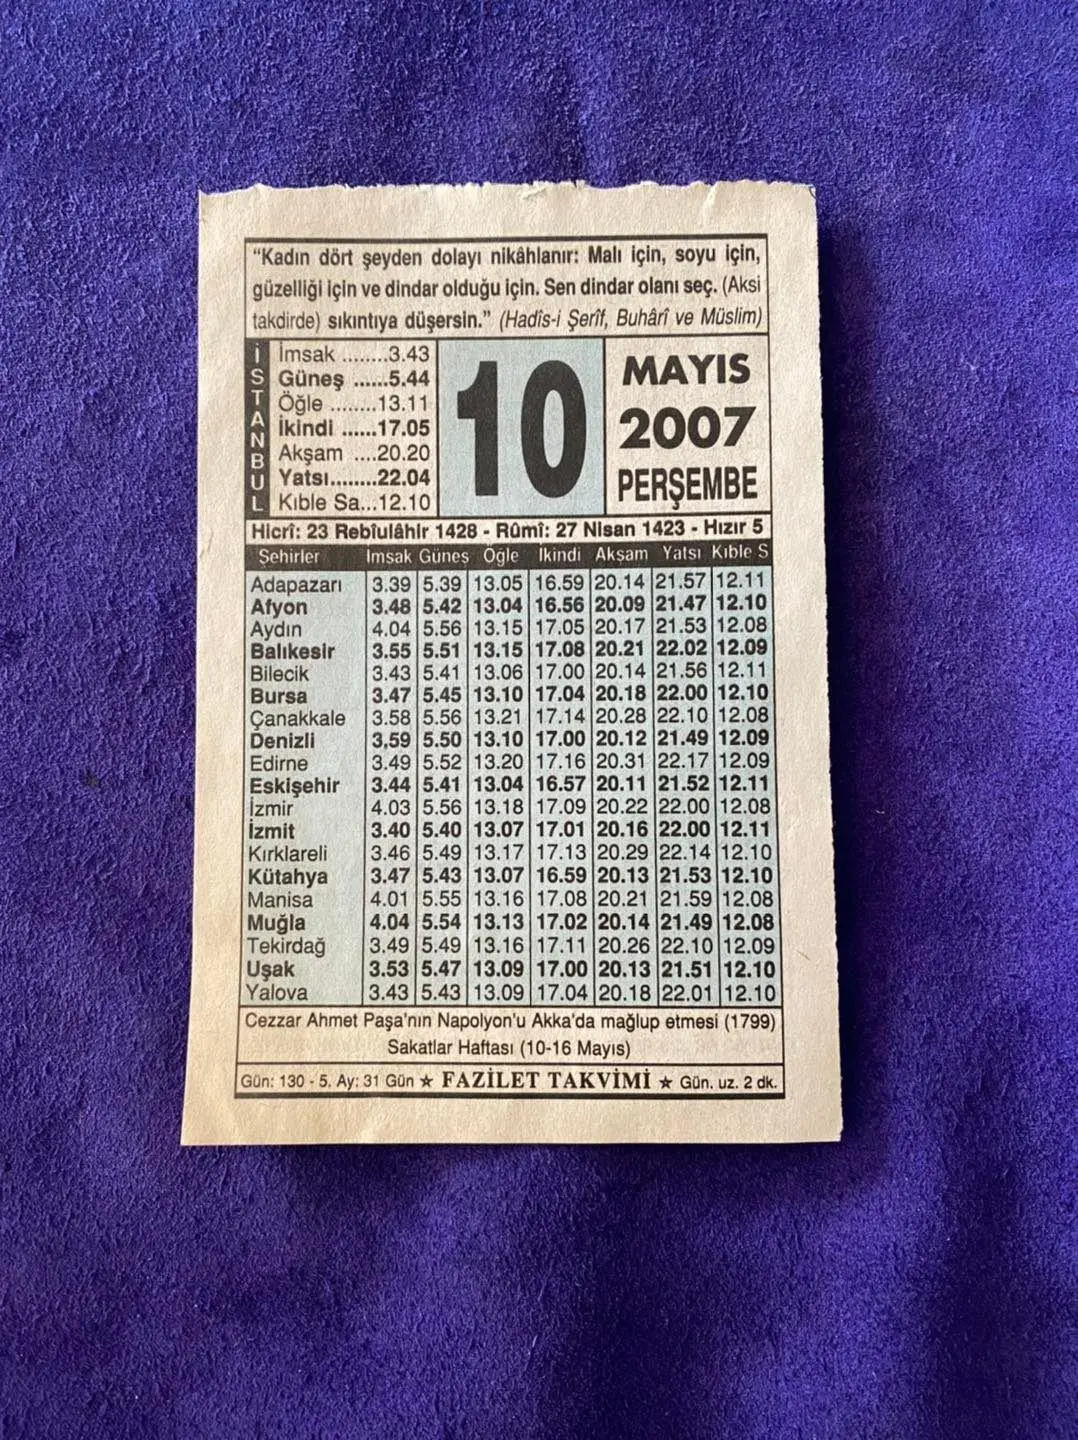 “Kadın dört şeyden dolayı nikâhlanır: Malı için, soyu için,
güzelliği için ve dindar olduğu için. Sen dindar olanı seç. (Aksi
takdirde) sıkıntıya düşersin.” (Hadîs-i Şerîf, Buhârî ve Müslim)
İSTANBUL
İmsak ........3.43
Güneş ......5.44
Öğle ........13.11
İkindi ......17.05
Akşam ....20.20
Yatsı........22.04
Kıble Sa...12.10
10
MAYIS
2007
PERŞEMBE
Hicrî: 23 Rebîulâhir 1428 - Rûmî: 27 Nisan 1423 - Hızır 5
Şehirler İmsak Güneş Öğle İkindi Akşam Yatsı Kıble S
Adapazarı 3.39 5.39 13.05 16.59 20.14 21.57 12.11
Afyon 3.48 5.42 13.04 16.56 20.09 21.47 12.10
Aydın 4.04 5.56 13.15 17.05 20.17 21.53 12.08
Balıkesir 3.55 5.51 13.15 17.08 20.21 22.02 12.09
Bilecik 3.43 5.41 13.06 17.00 20.14 21.56 12.11
Bursa 3.47 5.45 13.10 17.04 20.18 22.00 12.10
Çanakkale 3.58 5.56 13.21 17.14 20.28 22.10 12.08
Denizli 3,59 5.50 13.10 17.00 20.12 21.49 12.09
Edirne 3.49 5.52 13.20 17.16 20.31 22.17 12.09
Eskişehir 3.44 5.41 13.04 16.57 20.11 21.52 12.11
İzmir 4.03 5.56 13.18 17.09 20.22 22.00 12.08
İzmit 3.40 5.40 13.07 17.01 20.16 22.00 12.11
Kırklareli 3.46 5.49 13.17 17.13 20.29 22.14 12.10
Kütahya 3.47 5.43 13.07 16.59 20.13 21.53 12.10
Manisa 4.01 5.55 13.16 17.08 20.21 21.59 12.08
Muğla 4.04 5.54 13.13 17.02 20.14 21.49 12.08
Tekirdağ 3.49 5.49 13.16 17.11 20.26 22.10 12.09
Uşak 3.53 5.47 13.09 17.00 20.13 21.51 12.10
Yalova 3.43 5.43 13.09 17.04 20.18 22.01 12.10
Cezzar Ahmet Paşa'nın Napolyon'u Akka'da mağlup etmesi (1799)
Sakatlar Haftası (10-16 Mayıs)
Gün: 130 - 5. Ay: 31 Gün ★ FAZİLET TAKVİMİ ★ Gün. uz. 2 dk.